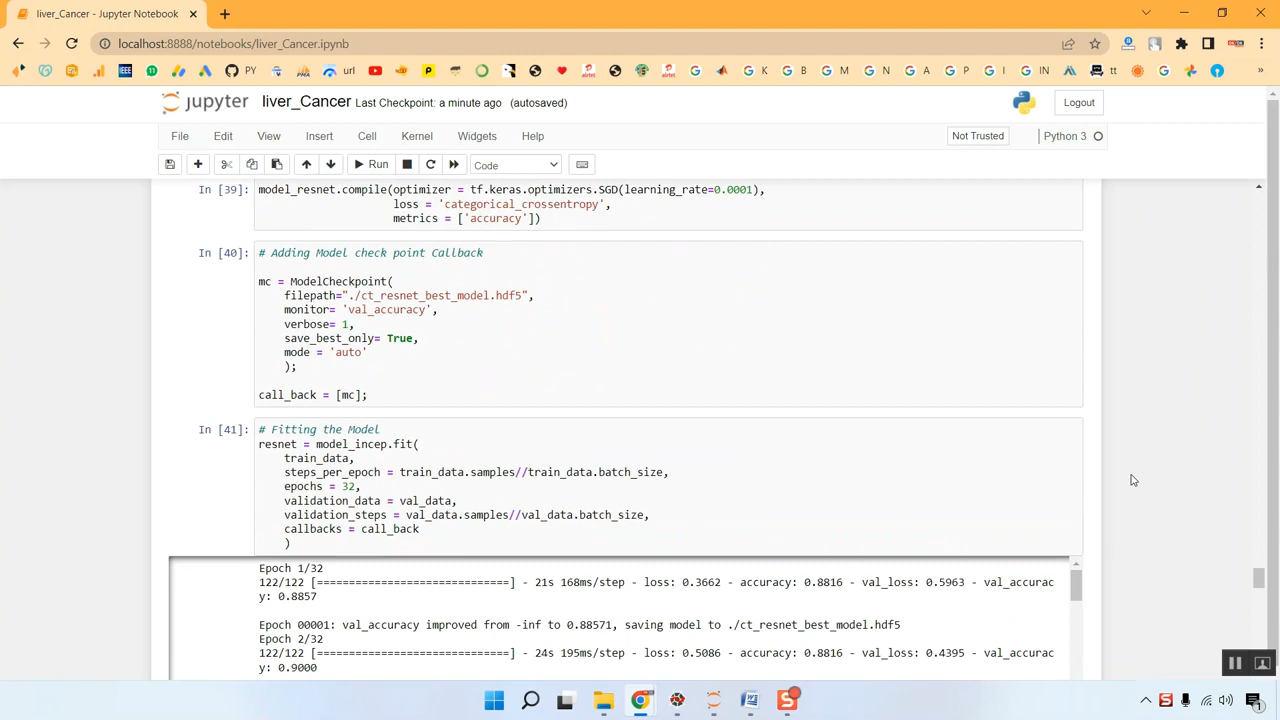 liver_Cancer - Jupyter Notebook
localhost:8888/notebooks/liver_Cancer.ipynb
PY
url
K
B
M
N
A
P
I
IN
tt
»
jupyter liver_Cancer Last Checkpoint: a minute ago (autosaved)
Logout
File Edit View Insert Cell Kernel Widgets Help
Not Trusted
Python 3
Run
Code
In [39]: model_resnet.compile(optimizer = tf.keras.optimizers.SGD(learning_rate=0.0001),
loss = 'categorical_crossentropy',
metrics = ['accuracy'])
In [40]: # Adding Model check point Callback
mc = ModelCheckpoint(
filepath="./ct_resnet_best_model.hdf5",
monitor= 'val_accuracy',
verbose= 1,
save_best_only= True,
mode = 'auto'
);
call_back = [mc];
In [41]: # Fitting the Model
resnet = model_incep.fit(
train_data,
steps_per_epoch = train_data.samples//train_data.batch_size,
epochs = 32,
validation_data = val_data,
validation_steps = val_data.samples//val_data.batch_size,
callbacks = call_back
)
Epoch 1/32
122/122 [==============================] - 21s 168ms/step - loss: 0.3662 - accuracy: 0.8816 - val_loss: 0.5963 - val_accurac
y: 0.8857
Epoch 00001: val_accuracy improved from -inf to 0.88571, saving model to ./ct_resnet_best_model.hdf5
Epoch 2/32
122/122 [==============================] - 24s 195ms/step - loss: 0.5086 - accuracy: 0.8816 - val_loss: 0.4395 - val_accurac
y: 0.9000